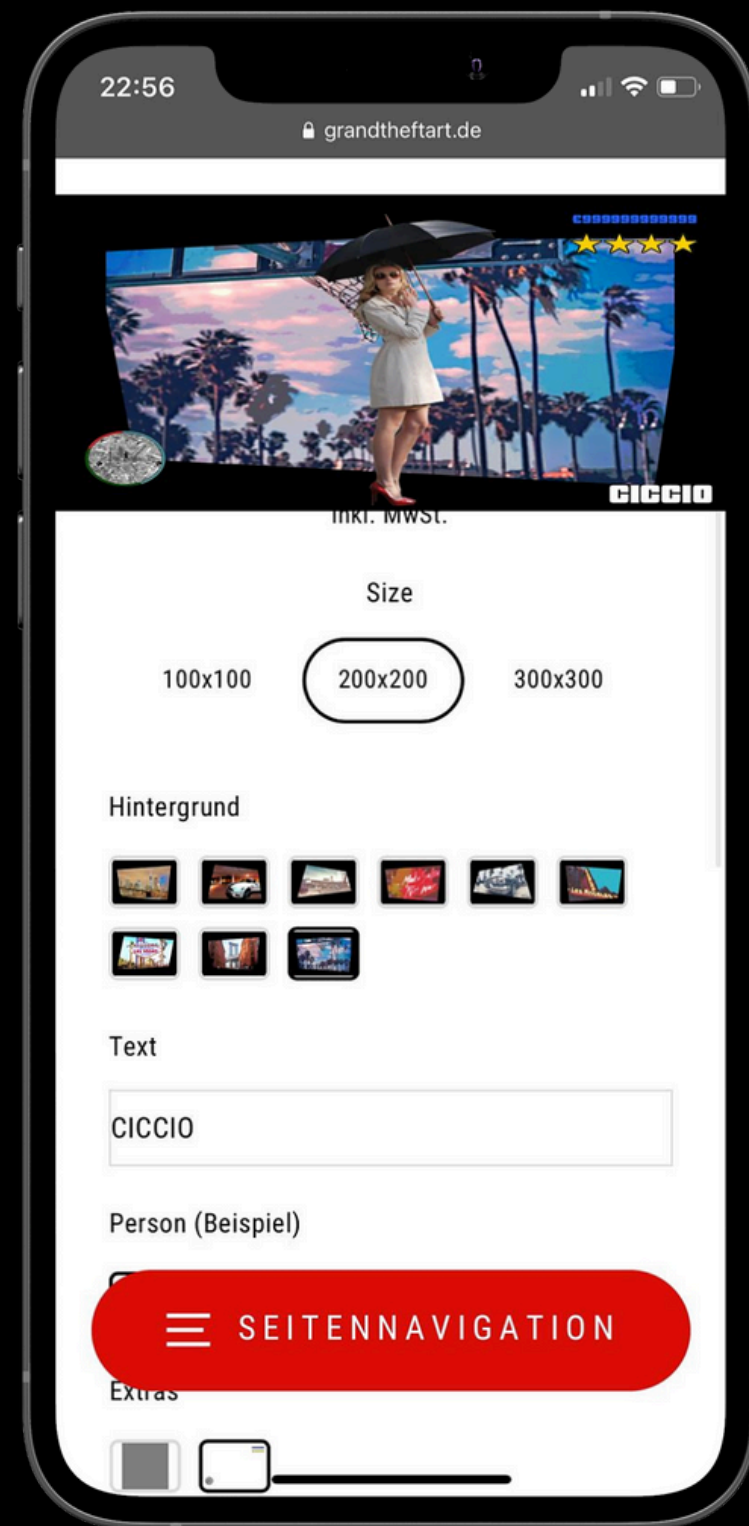 22:56
grandtheftart.de
CICCIO
inkl. MwSt.
Size
100x100 200x200 300x300
Hintergrund
Text
CICCIO
Person (Beispiel)
SEITENNAVIGATION
Extras